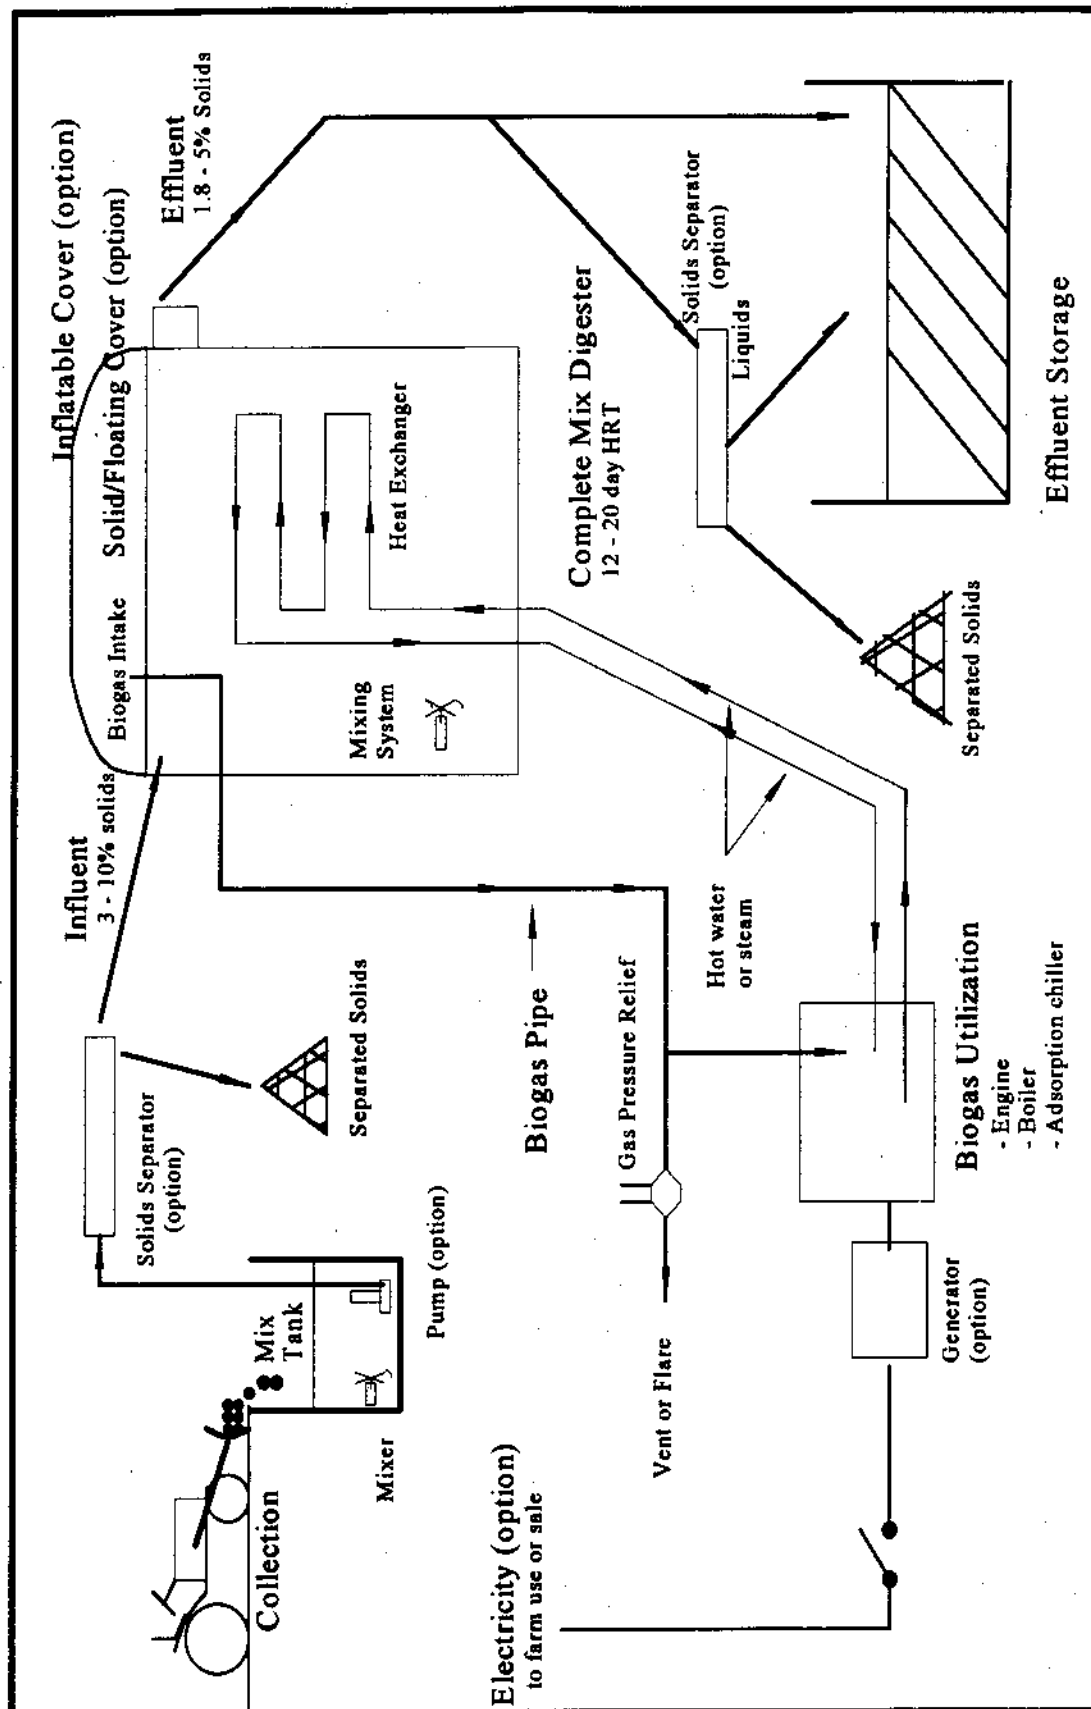 Collection
Mix
Tank
Mixer
Pump (option)
Solids Separator
(option)
Separated Solids
Influent
3 - 10% solids
Inflatable Cover (option)
Solid/Floating Cover (option)
Biogas Intake
Effluent
1.8 - 5% Solids
Heat Exchanger
Mixing
System
Complete Mix Digester
12 - 20 day HRT
Solids Separator
(option)
Liquids
Separated Solids
Effluent Storage
Hot water
or steam
Biogas Pipe
Gas Pressure Relief
Vent or Flare
Biogas Utilization
- Engine
- Boiler
- Adsorption chiller
Generator
(option)
Electricity (option)
to farm use or sale